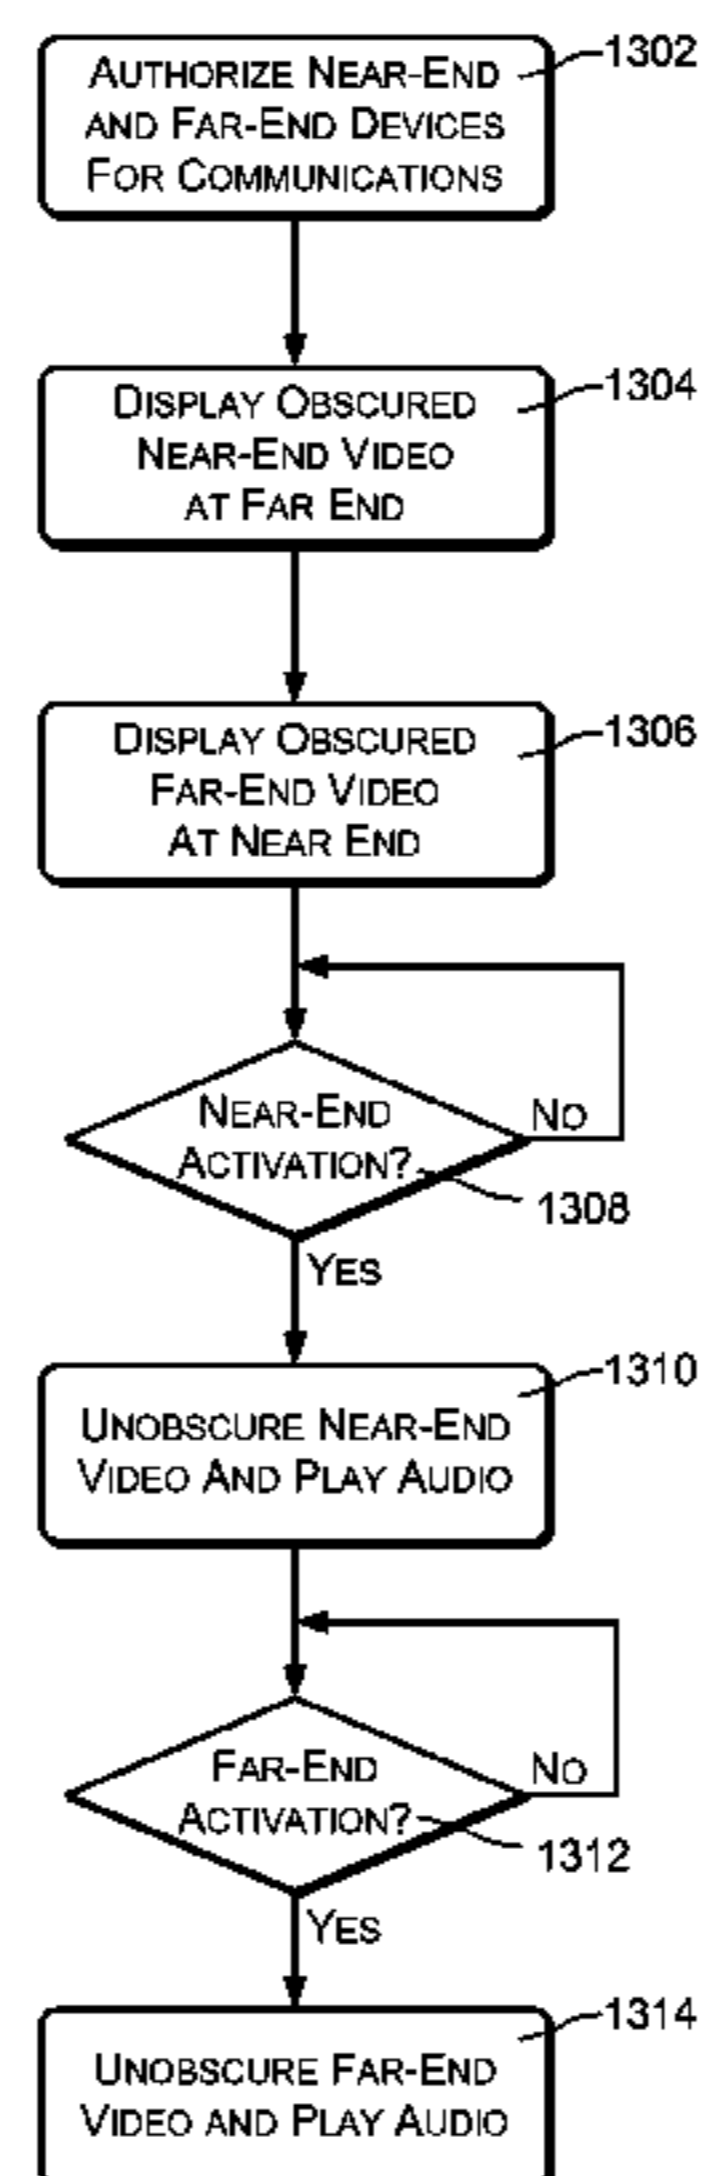 AUTHORIZE NEAR-END
AND FAR-END DEVICES
FOR COMMUNICATIONS
1302
DISPLAY OBSCURED
NEAR-END VIDEO
AT FAR END
1304
DISPLAY OBSCURED
FAR-END VIDEO
AT NEAR END
1306
NEAR-END
ACTIVATION?
NO
1308
YES
UNOBSCURE NEAR-END
VIDEO AND PLAY AUDIO
1310
FAR-END
ACTIVATION?
NO
1312
YES
UNOBSCURE FAR-END
VIDEO AND PLAY AUDIO
1314